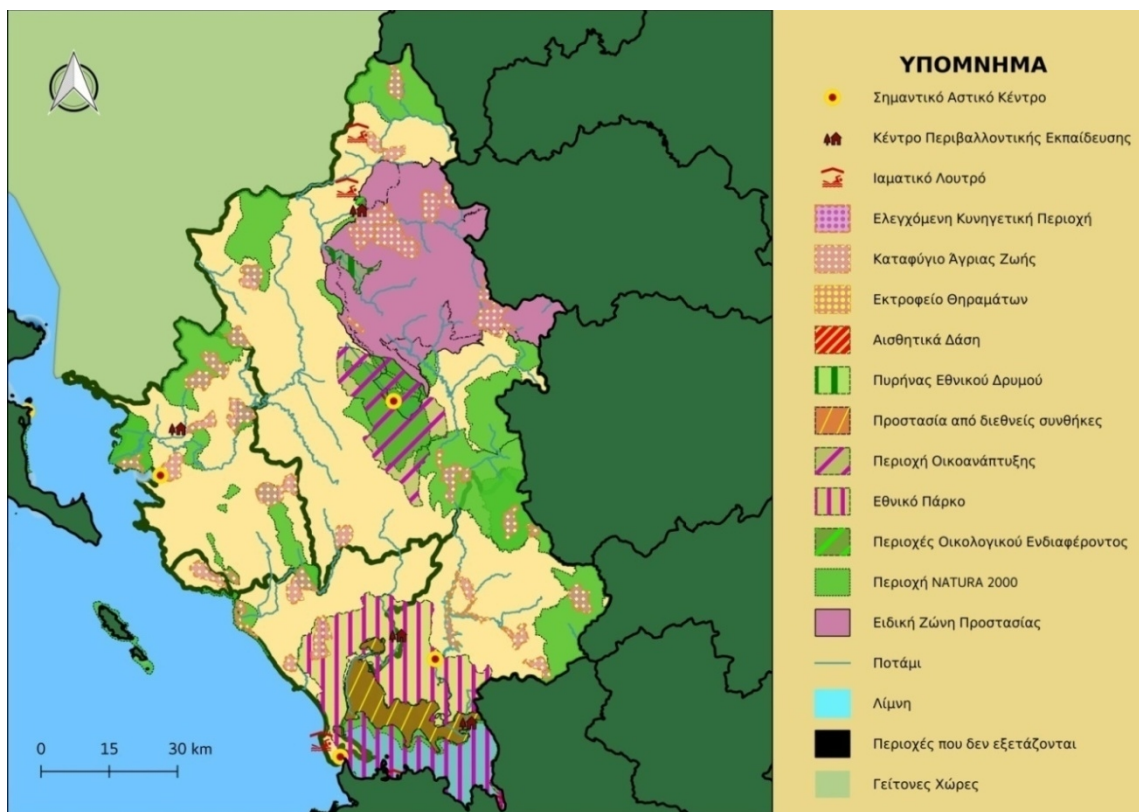 ΥΠΟΜΝΗΜΑ
Σημαντικό Αστικό Κέντρο
Κέντρο Περιβαλλοντικής Εκπαίδευσης
Ιαματικό Λουτρό
Ελεγχόμενη Κυνηγετική Περιοχή
Καταφύγιο Άγριας Ζωής
Εκτροφείο Θηραμάτων
Αισθητικά Δάση
Πυρήνας Εθνικού Δρυμού
Προστασία από διεθνείς συνθήκες
Περιοχή Οικοανάπτυξης
Εθνικό Πάρκο
Περιοχές Οικολογικού Ενδιαφέροντος
Περιοχή NATURA 2000
Ειδική Ζώνη Προστασίας
Ποτάμι
Λίμνη
Περιοχές που δεν εξετάζονται
Γείτονες Χώρες
0 15 30 km